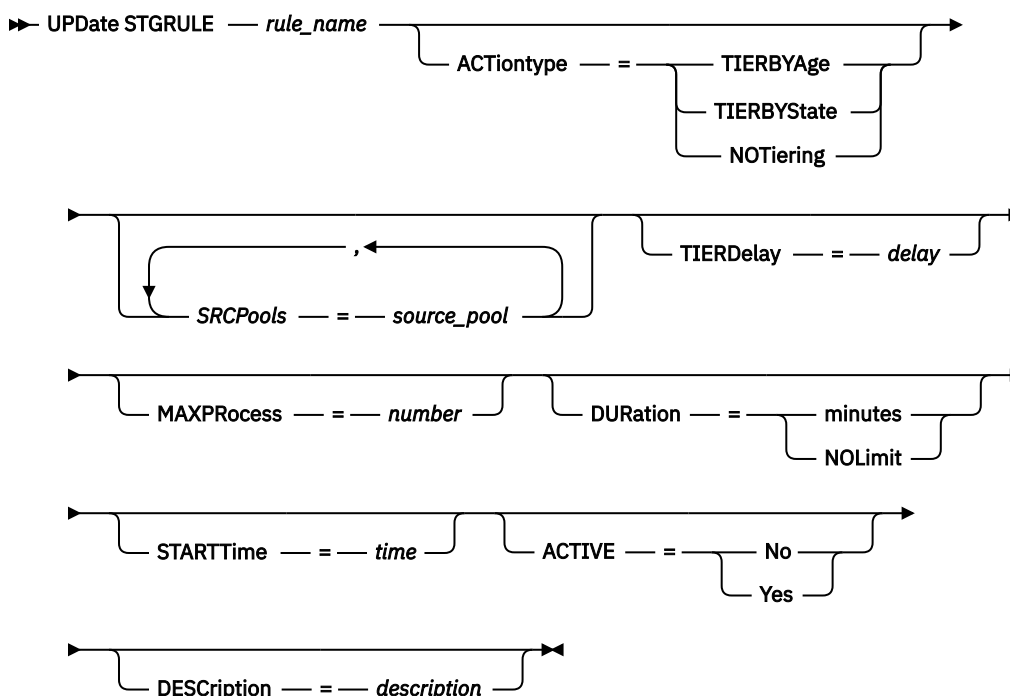 UPDate STGRULE rule_name
ACTiontype = TIERBYAge
TIERBYState
NOTiering
,
SRCPools = source_pool
TIERDelay = delay
MAXPRocess = number
DURation = minutes
NOLimit
STARTTime = time
ACTIVE = No
Yes
DESCription = description